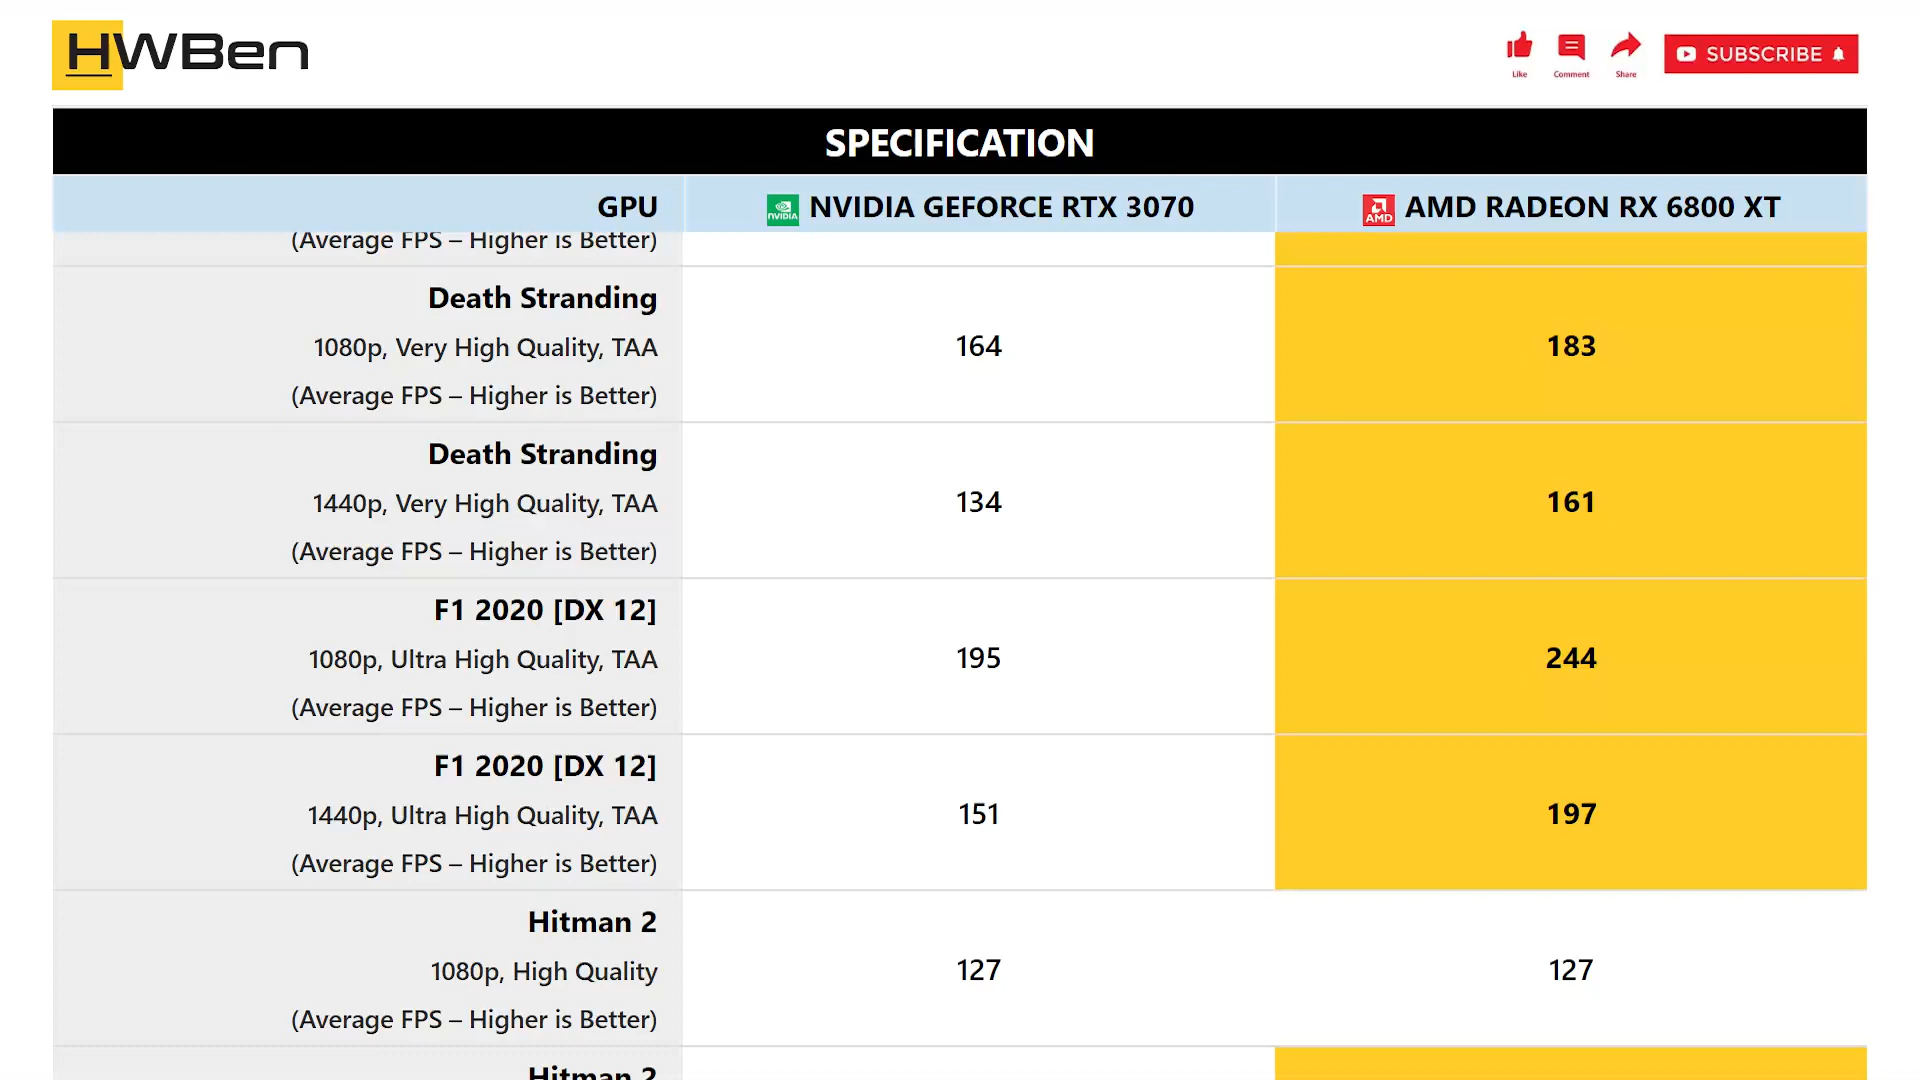 HWBen
Like
Comment
Share
SUBSCRIBE
SPECIFICATION
GPU
NVIDIA
NVIDIA GEFORCE RTX 3070
AMD
AMD RADEON RX 6800 XT
(Average FPS – Higher is Better)
Death Stranding
1080p, Very High Quality, TAA
(Average FPS – Higher is Better)
164
183
Death Stranding
1440p, Very High Quality, TAA
(Average FPS – Higher is Better)
134
161
F1 2020 [DX 12]
1080p, Ultra High Quality, TAA
(Average FPS – Higher is Better)
195
244
F1 2020 [DX 12]
1440p, Ultra High Quality, TAA
(Average FPS – Higher is Better)
151
197
Hitman 2
1080p, High Quality
(Average FPS – Higher is Better)
127
127
Hitman 2